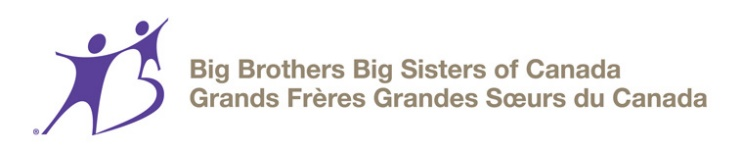 Big Brothers Big Sisters of Canada
Grands Frères Grandes Sœurs du Canada
®